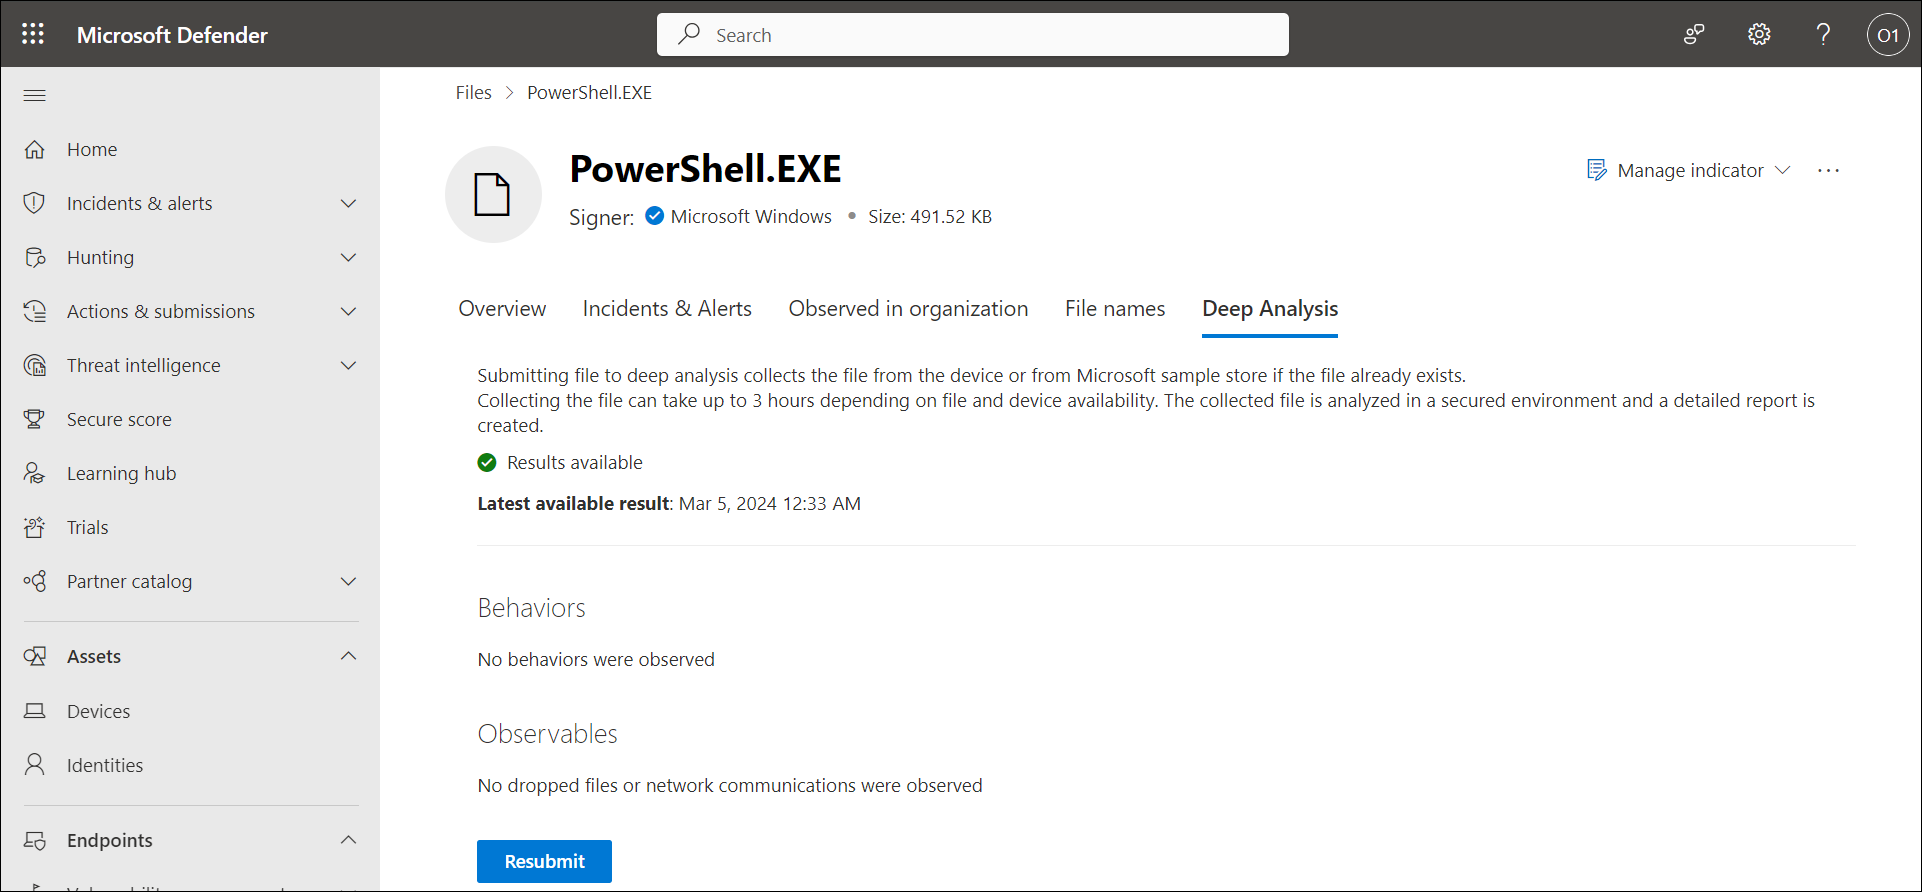 Microsoft Defender
Search
O1
Home
Incidents & alerts
Hunting
Actions & submissions
Threat intelligence
Secure score
Learning hub
Trials
Partner catalog
Assets
Devices
Identities
Endpoints
Files > PowerShell.EXE
PowerShell.EXE
Signer: Microsoft Windows • Size: 491.52 KB
Manage indicator ...
Overview Incidents & Alerts Observed in organization File names Deep Analysis
Submitting file to deep analysis collects the file from the device or from Microsoft sample store if the file already exists.
Collecting the file can take up to 3 hours depending on file and device availability. The collected file is analyzed in a secured environment and a detailed report is
created.
Results available
Latest available result: Mar 5, 2024 12:33 AM
Behaviors
No behaviors were observed
Observables
No dropped files or network communications were observed
Resubmit